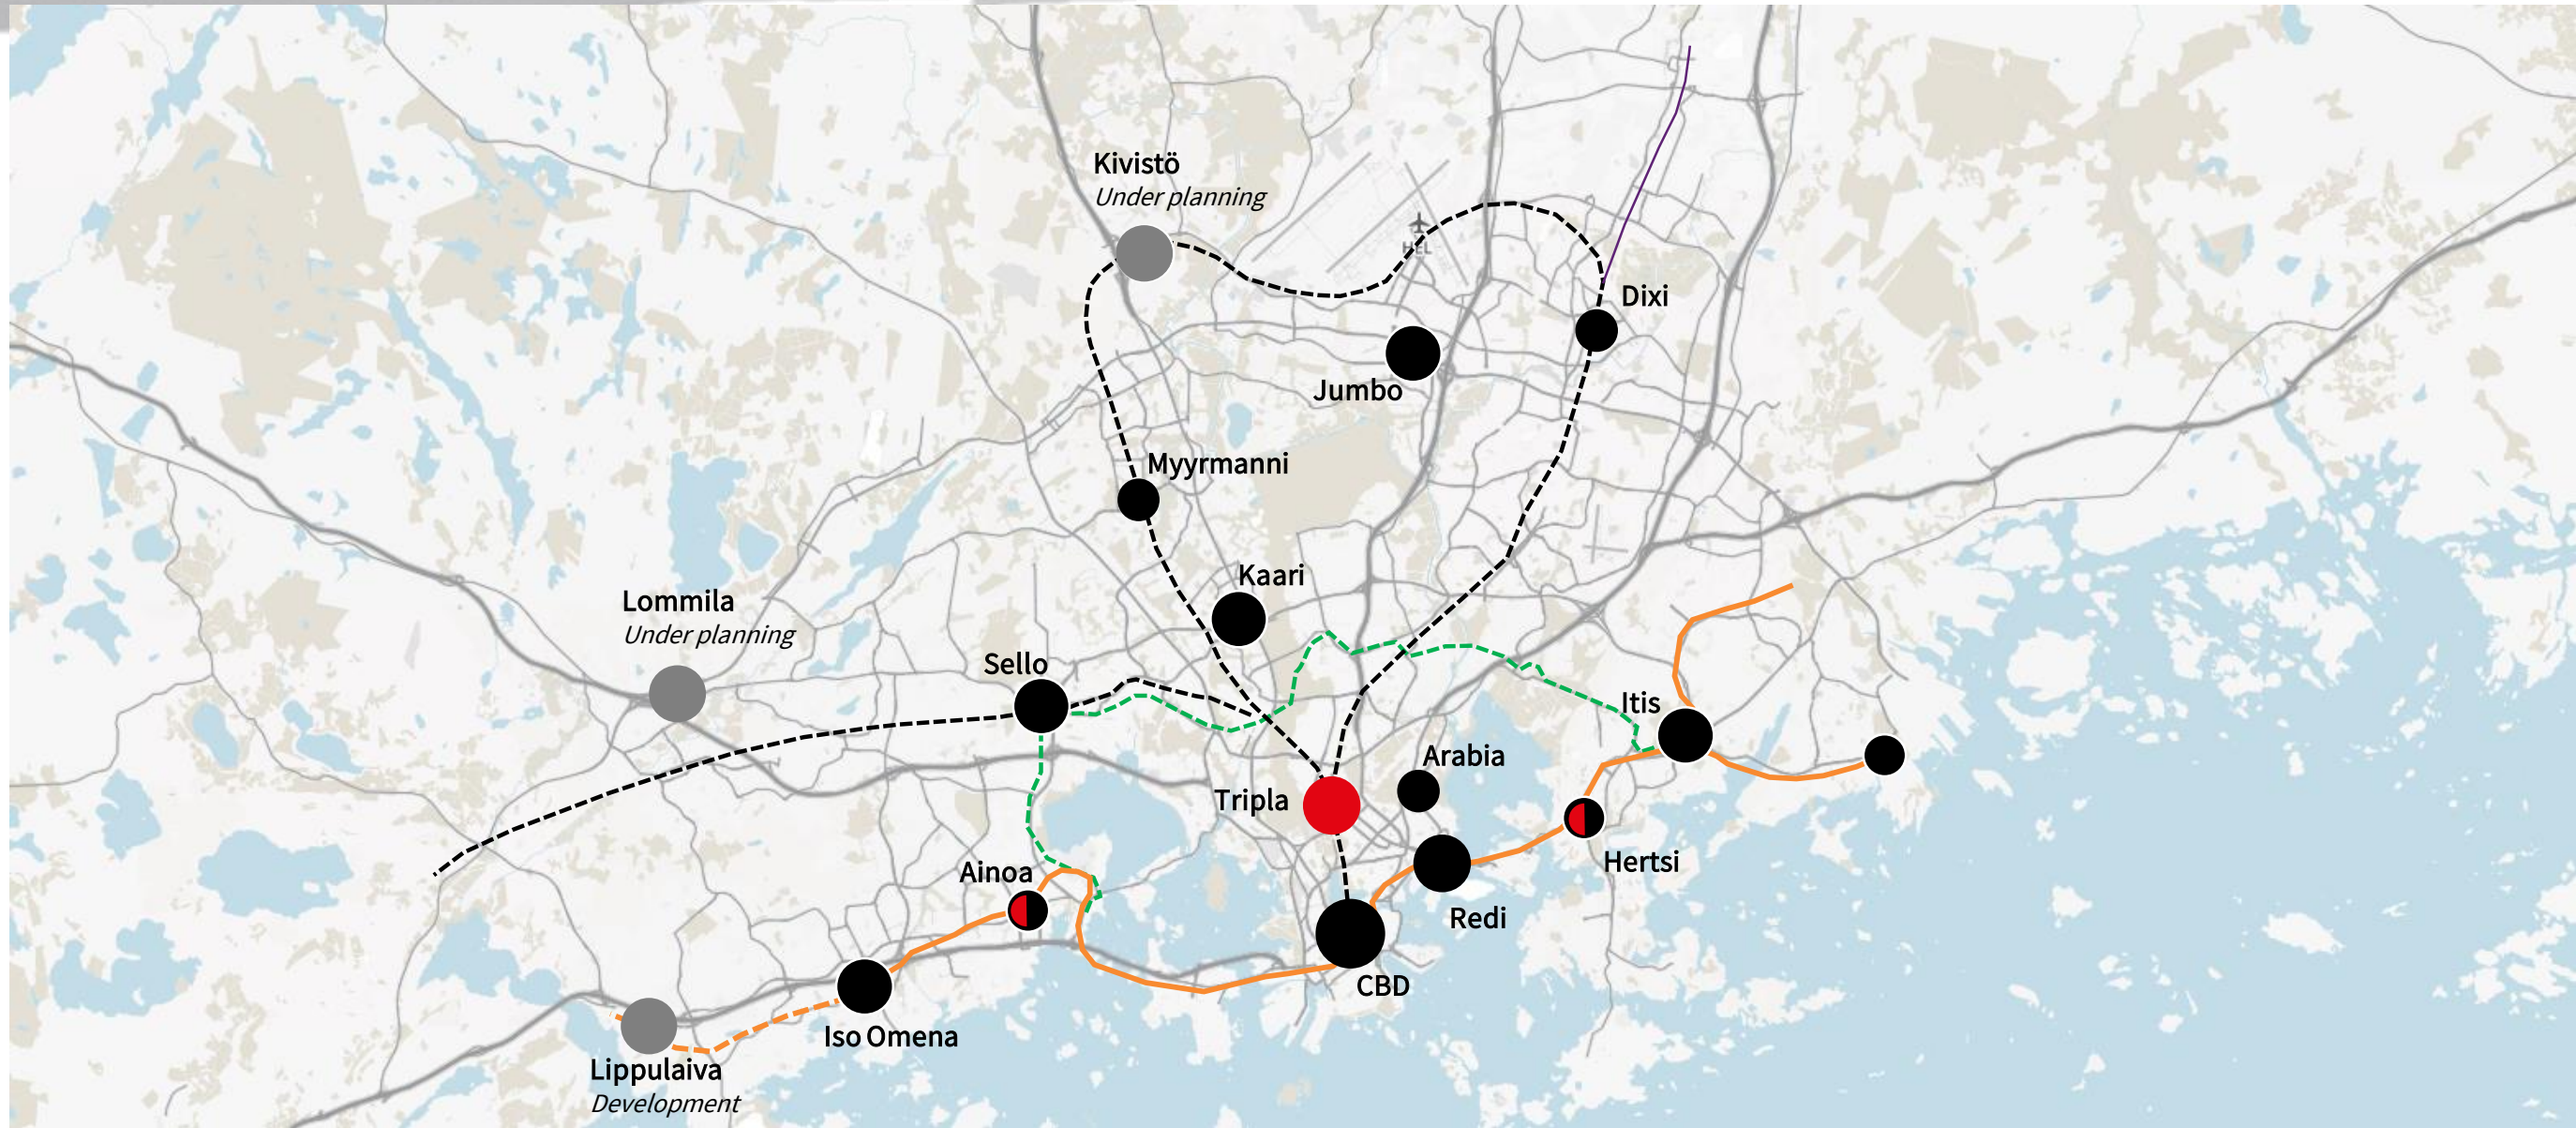 Kivistö
Under planning
HEL
Dixi
Jumbo
Myyrmanni
Kaari
Lommila
Under planning
Sello
Itis
Arabia
Tripla
Hertsi
Ainoa
Redi
CBD
Iso Omena
Lippulaiva
Development